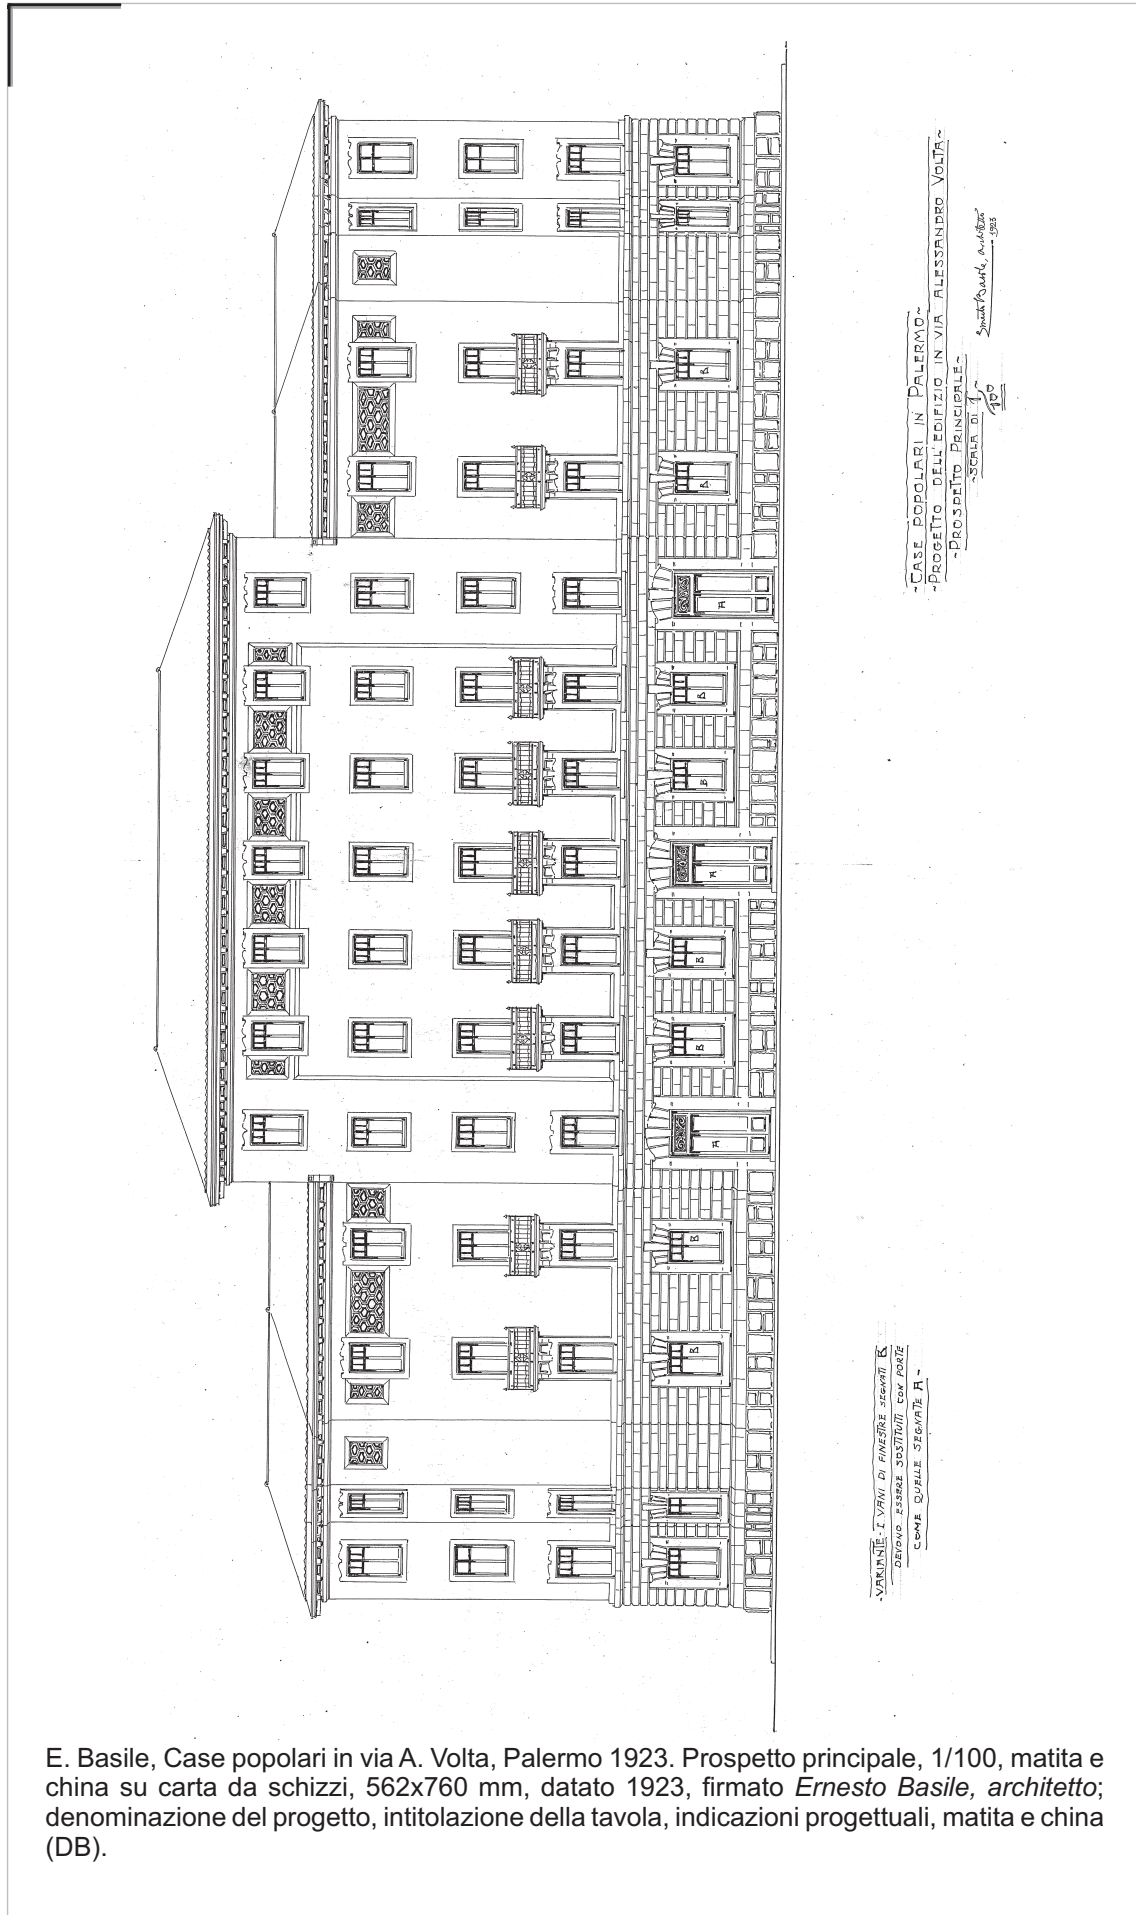 ~CASE POPOLARI IN PALERMO~
~PROGETTO DELL'EDIFIZIO IN VIA ALESSANDRO VOLTA~
~PROSPETTO PRINCIPALE~
~SCALA DI 1/100~
Ernesto Basile, architetto
1923
~VARIANTE~ I VANI DI FINESTRE SEGNATI B
DEVONO ESSERE SOSTITUITI CON PORTE
COME QUELLE SEGNATE A~
B
B
A
B
B
A
B
B
A
B
B
E. Basile, Case popolari in via A. Volta, Palermo 1923. Prospetto principale, 1/100, matita e
china su carta da schizzi, 562x760 mm, datato 1923, firmato Ernesto Basile, architetto;
denominazione del progetto, intitolazione della tavola, indicazioni progettuali, matita e china
(DB).